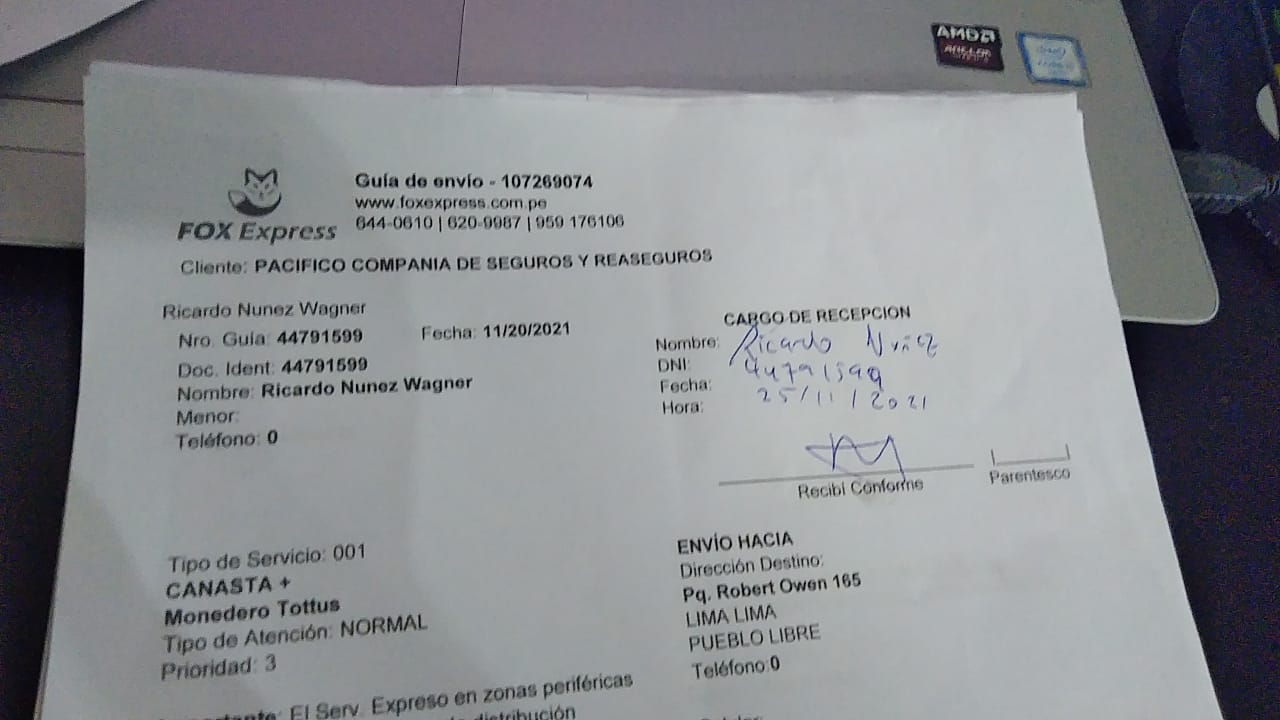 AMDA
FOX Express
Guía de envio - 107269074
www.foxexpress.com.pe
644-0610 | 620-9987 | 959 176106
Cliente: PACIFICO COMPANIA DE SEGUROS Y REASEGUROS
Ricardo Nunez Wagner
Nro. Guía: 44791599 Fecha: 11/20/2021
Doc. Ident: 44791599
Nombre: Ricardo Nunez Wagner
Menor:
Teléfono: 0
CARGO DE RECEPCION
Nombre: Ricardo Nuñez
DNI: 44791599
Fecha: 25/11/2021
Hora:
Recibí Conforme
Parentesco
Tipo de Servicio: 001
CANASTA +
Monedero Tottus
Tipo de Atención: NORMAL
Prioridad: 3
ENVÍO HACIA
Dirección Destino:
Pq. Robert Owen 165
LIMA LIMA
PUEBLO LIBRE
Teléfono:0
El Serv. Expreso en zonas periféricas
distribución